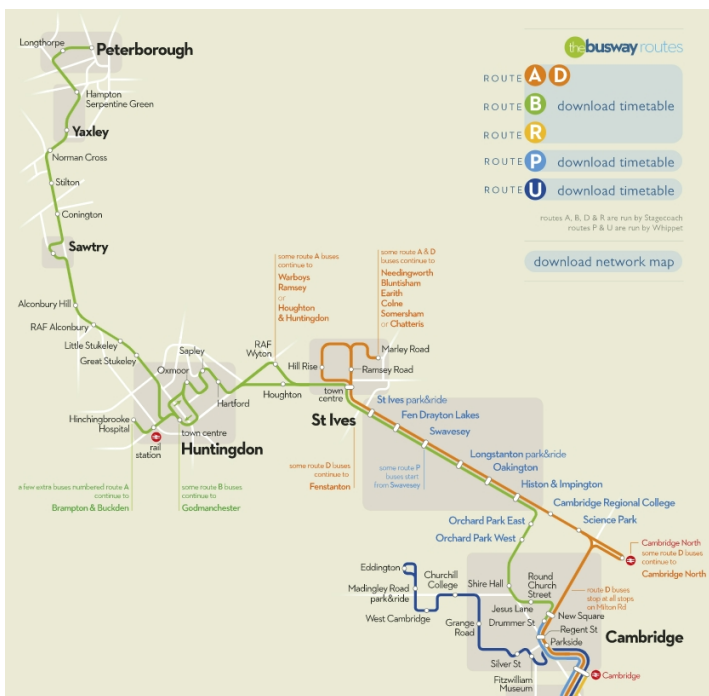 Longthorpe
Peterborough
Hampton
Serpentine Green
Yaxley
Norman Cross
Stilton
Conington
Sawtry
Alconbury Hill
RAF Alconbury
Little Stukeley
Great Stukeley
Sapley
Oxmoor
Hartford
Hinchingbrooke
Hospital
rail
station
town centre
Huntingdon
a few extra buses numbered route A
continue to
Brampton & Buckden
some route B buses
continue to
Godmanchester
RAF
Wyton
Houghton
some route A buses
continue to
Warboys
Ramsey
or
Houghton
& Huntingdon
some route A & D
buses continue to
Needingworth
Bluntisham
Earith
Colne
Somersham
or Chatteris
Hill Rise
Marley Road
Ramsey Road
town
centre
St Ives
some route D buses
continue to
Fenstanton
St Ives park&ride
Fen Drayton Lakes
Swavesey
some route P
buses start
from Swavesey
Longstanton park&ride
Oakington
Histon & Impington
Cambridge Regional College
Science Park
Orchard Park East
Orchard Park West
Cambridge North
some route D buses
continue to
Cambridge North
route D buses
stop at all stops
on Milton Rd
Eddington
Madingley Road
park&ride
West Cambridge
Churchill
College
Grange
Road
Silver St
Fitzwilliam
Museum
Shire Hall
Round
Church
Street
Jesus Lane
Drummer St
New Square
Regent St
Parkside
Cambridge
Cambridge
the busway routes
ROUTE A D
ROUTE B download timetable
ROUTE R
ROUTE P download timetable
ROUTE U download timetable
routes A, B, D & R are run by Stagecoach
routes P & U are run by Whippet
download network map